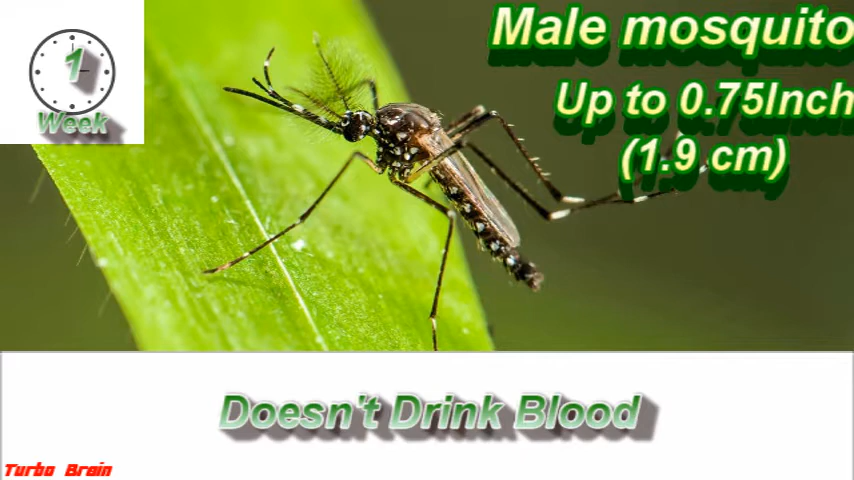 1
Week
Male mosquito
Up to 0.75Inch
(1.9 cm)
Doesn't Drink Blood
Turbo Brain